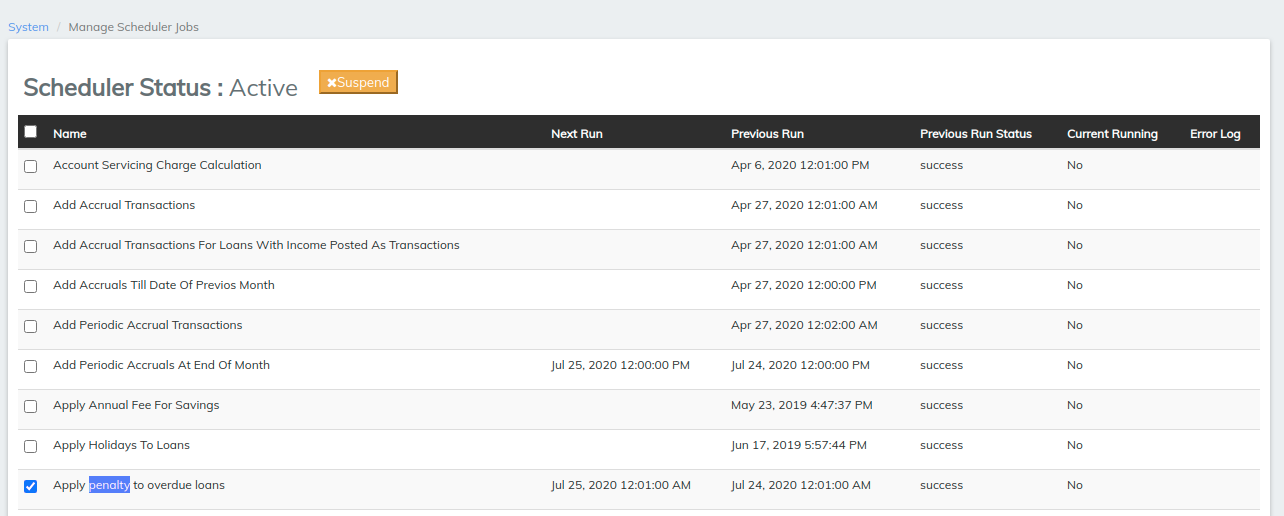 System / Manage Scheduler Jobs
Scheduler Status : Active ✖Suspend
Name Next Run Previous Run Previous Run Status Current Running Error Log
Account Servicing Charge Calculation Apr 6, 2020 12:01:00 PM success No
Add Accrual Transactions Apr 27, 2020 12:01:00 AM success No
Add Accrual Transactions For Loans With Income Posted As Transactions Apr 27, 2020 12:01:00 AM success No
Add Accruals Till Date Of Previos Month Apr 27, 2020 12:00:00 PM success No
Add Periodic Accrual Transactions Apr 27, 2020 12:02:00 AM success No
Add Periodic Accruals At End Of Month Jul 25, 2020 12:00:00 PM Jul 24, 2020 12:00:00 PM success No
Apply Annual Fee For Savings May 23, 2019 4:47:37 PM success No
Apply Holidays To Loans Jun 17, 2019 5:57:44 PM success No
Apply penalty to overdue loans Jul 25, 2020 12:01:00 AM Jul 24, 2020 12:01:00 AM success No